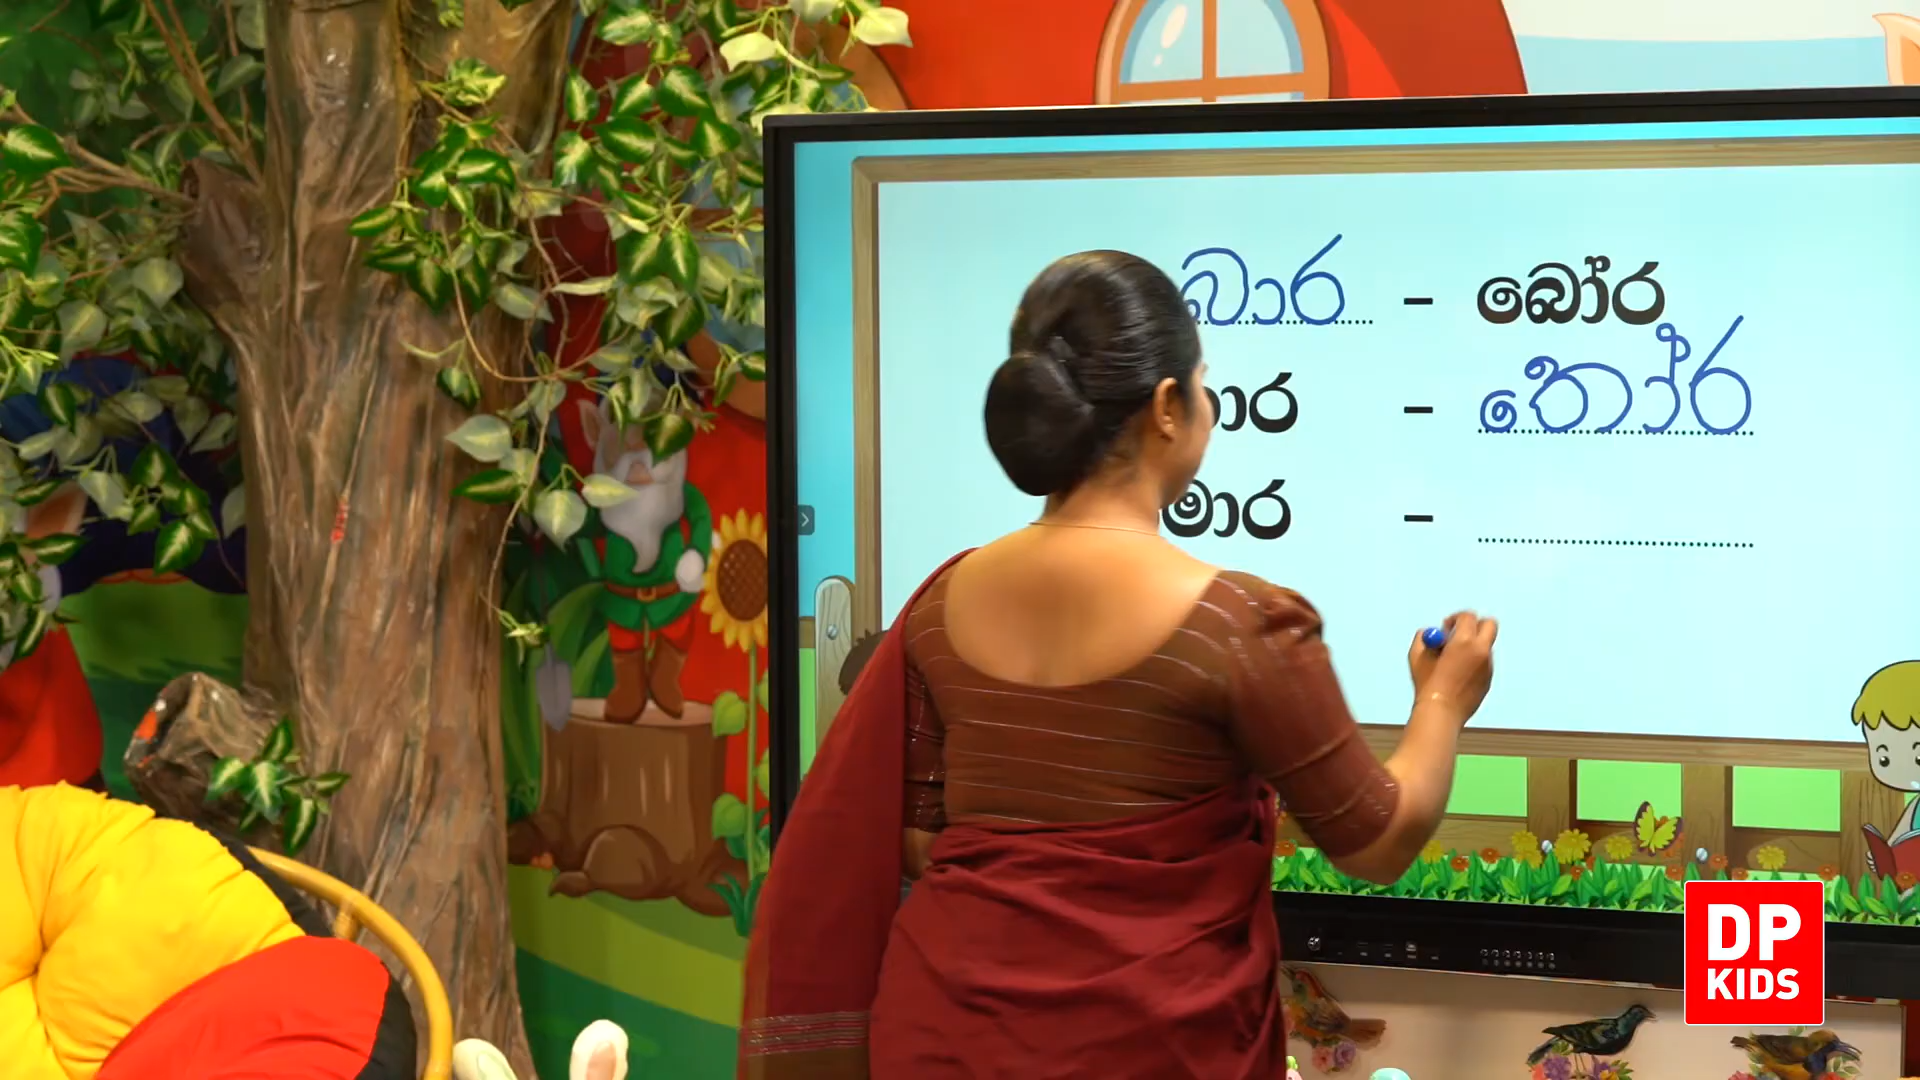 බාර - බෝර
ාර - තෝර
මාර - ....................
DP
KIDS